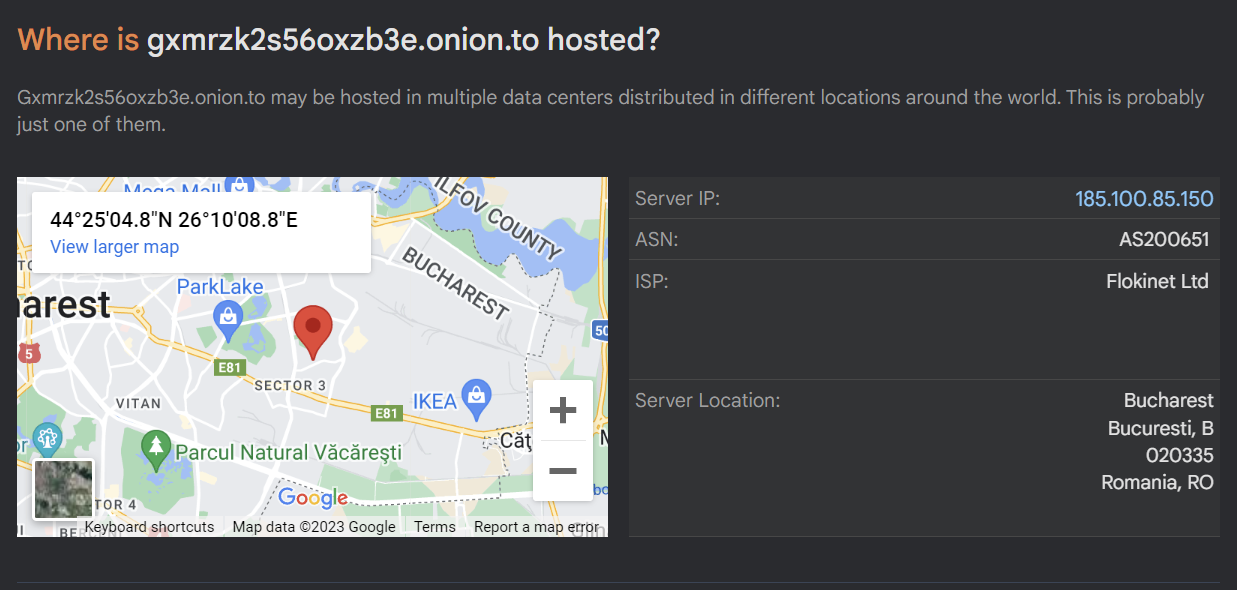 Where is gxmrzk2s56oxzb3e.onion.to hosted?
Gxmrzk2s56oxzb3e.onion.to may be hosted in multiple data centers distributed in different locations around the world. This is probably
just one of them.
Mega Mall
44°25'04.8"N 26°10'08.8"E
View larger map
ILFOV COUNTY
BUCHAREST
ParkLake
harest
50
5
E81
SECTOR 3
VITAN
IKEA
E81
Parcul Natural Văcărești
Google
TOR 4
Keyboard shortcuts
Map data ©2023 Google
Terms
Report a map error
Server IP:
185.100.85.150
ASN:
AS200651
ISP:
Flokinet Ltd
Server Location:
Bucharest
Bucuresti, B
020335
Romania, RO